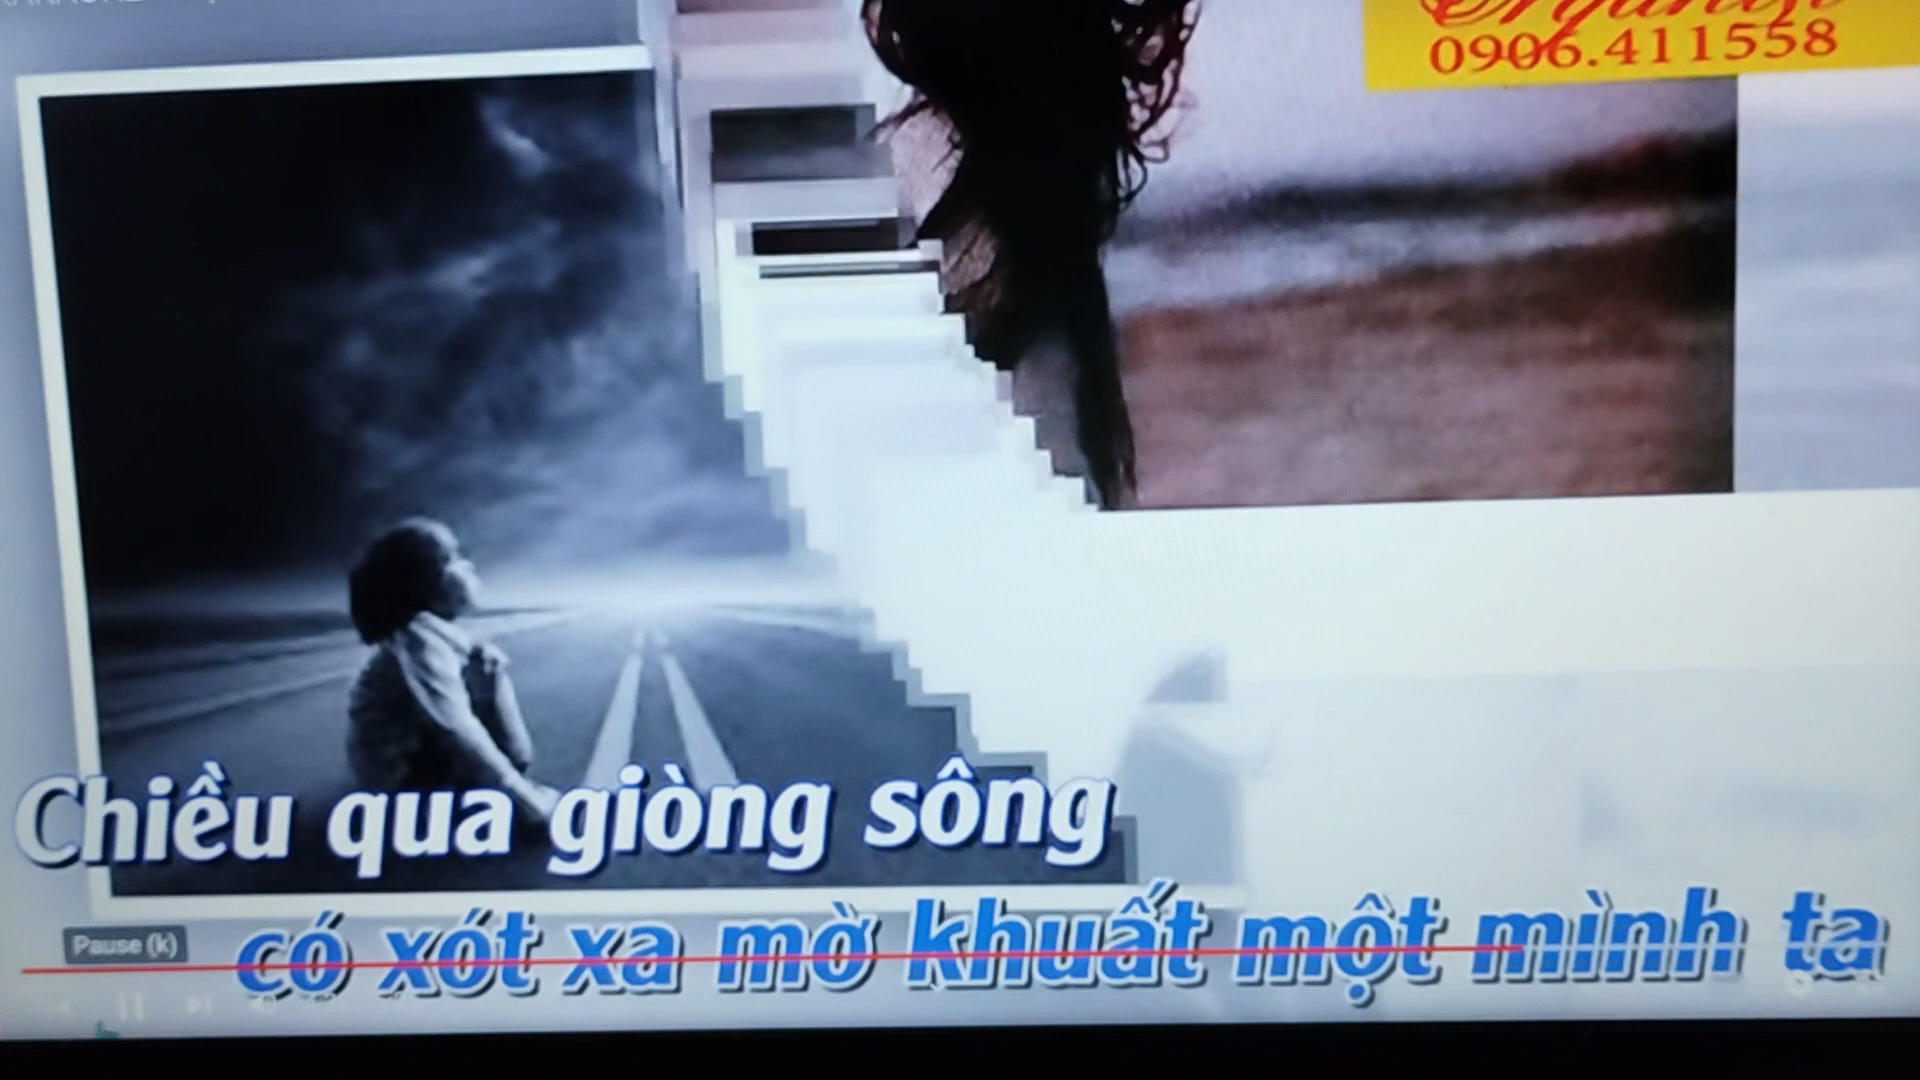 0906.411558
Chiều qua giòng sông
có xót xa mờ khuất một mình ta
Pause (k)